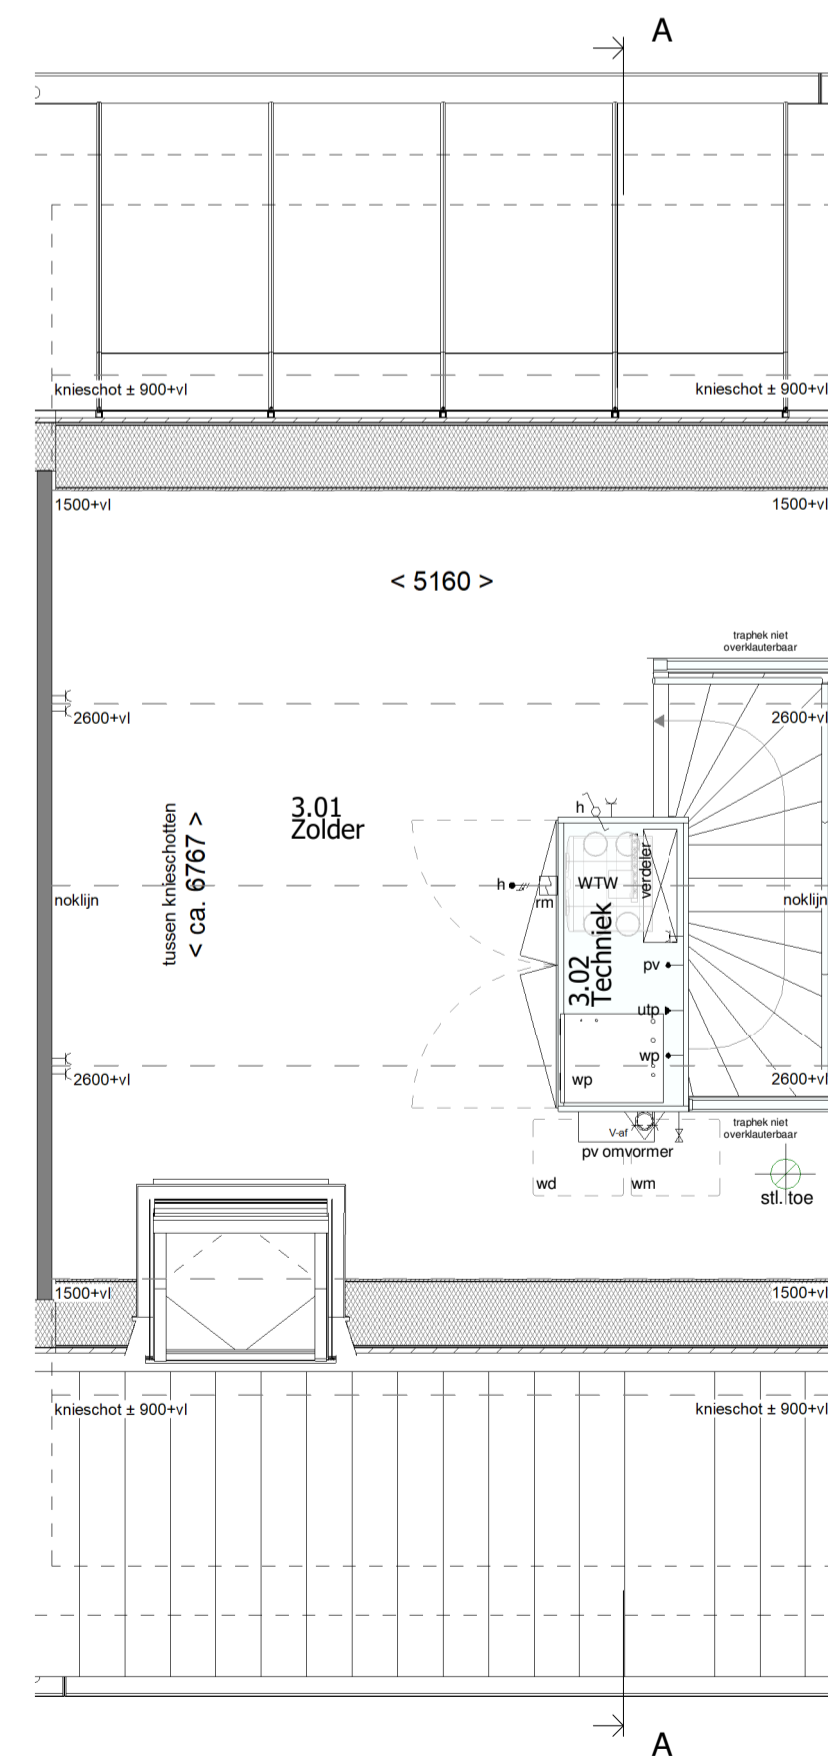 A
knieschot ± 900+vl
knieschot ± 900+vl
1500+vl
1500+vl
< 5160 >
traphek niet
overklauterbaar
2600+vl
2600+vl
tussen knieschotten
< ca. 6767 >
3.01
Zolder
h
h
rm
WTW
verdeler
noklijn
noklijn
3.02
Techniek
pv
utp
wp
wp
2600+vl
2600+vl
V-af
pv omvormer
traphek niet
overklauterbaar
wd
wm
stl. toe
1500+vl
1500+vl
knieschot ± 900+vl
knieschot ± 900+vl
A